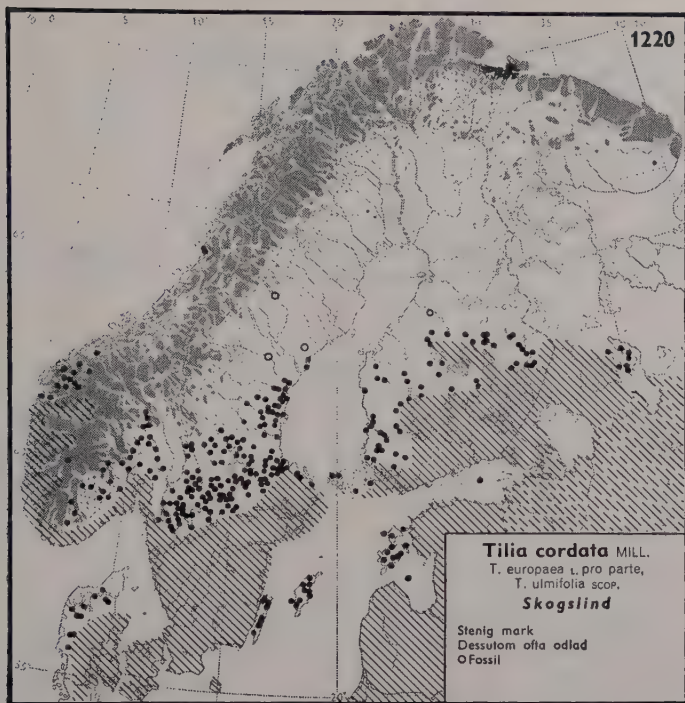 1220
Tilia cordata MILL.
T. europaea L. pro parte,
T. ulmifolia SCOP.
Skogslind
Stenig mark
Dessutom ofta odlad
O Fossil